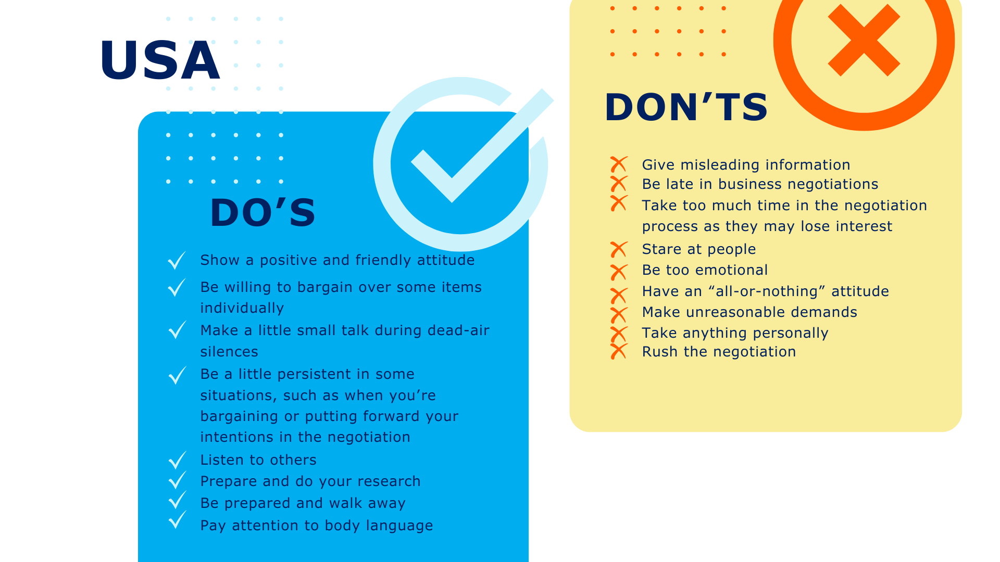 USA
DO’S
Show a positive and friendly attitude
Be willing to bargain over some items
individually
Make a little small talk during dead-air
silences
Be a little persistent in some
situations, such as when you’re
bargaining or putting forward your
intentions in the negotiation
Listen to others
Prepare and do your research
Be prepared and walk away
Pay attention to body language
DON’TS
Give misleading information
Be late in business negotiations
Take too much time in the negotiation
process as they may lose interest
Stare at people
Be too emotional
Have an “all-or-nothing” attitude
Make unreasonable demands
Take anything personally
Rush the negotiation